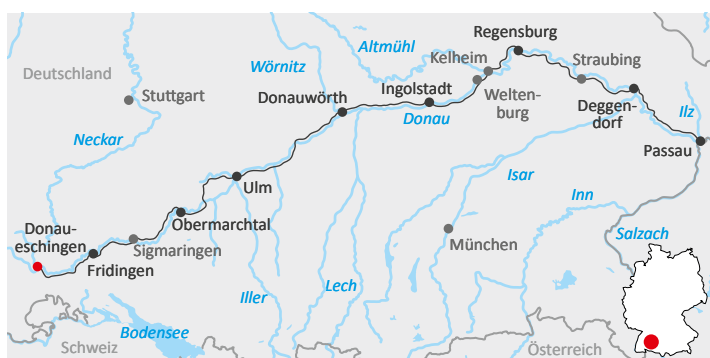 Regensburg
Altmühl
Kelheim
Straubing
Wörnitz
Deutschland
Ingolstadt
Stuttgart
Donauwörth
Welten-
burg
Donau
Deggen-
dorf
Ilz
Neckar
Passau
Isar
Ulm
Inn
Obermarchtal
Donau-
eschingen
Salzach
München
Sigmaringen
Fridingen
Lech
Iller
Bodensee
Schweiz
Österreich